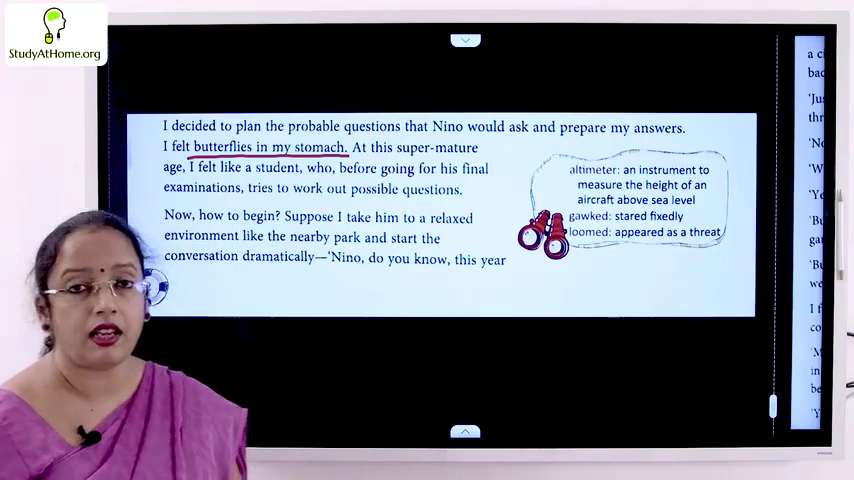 StudyAtHome.org
I decided to plan the probable questions that Nino would ask and prepare my answers.
I felt butterflies in my stomach. At this super-mature
age, I felt like a student, who, before going for his final
examinations, tries to work out possible questions.
Now, how to begin? Suppose I take him to a relaxed
environment like the nearby park and start the
conversation dramatically—‘Nino, do you know, this year
altimeter: an instrument to
measure the height of an
aircraft above sea level
gawked: stared fixedly
loomed: appeared as a threat